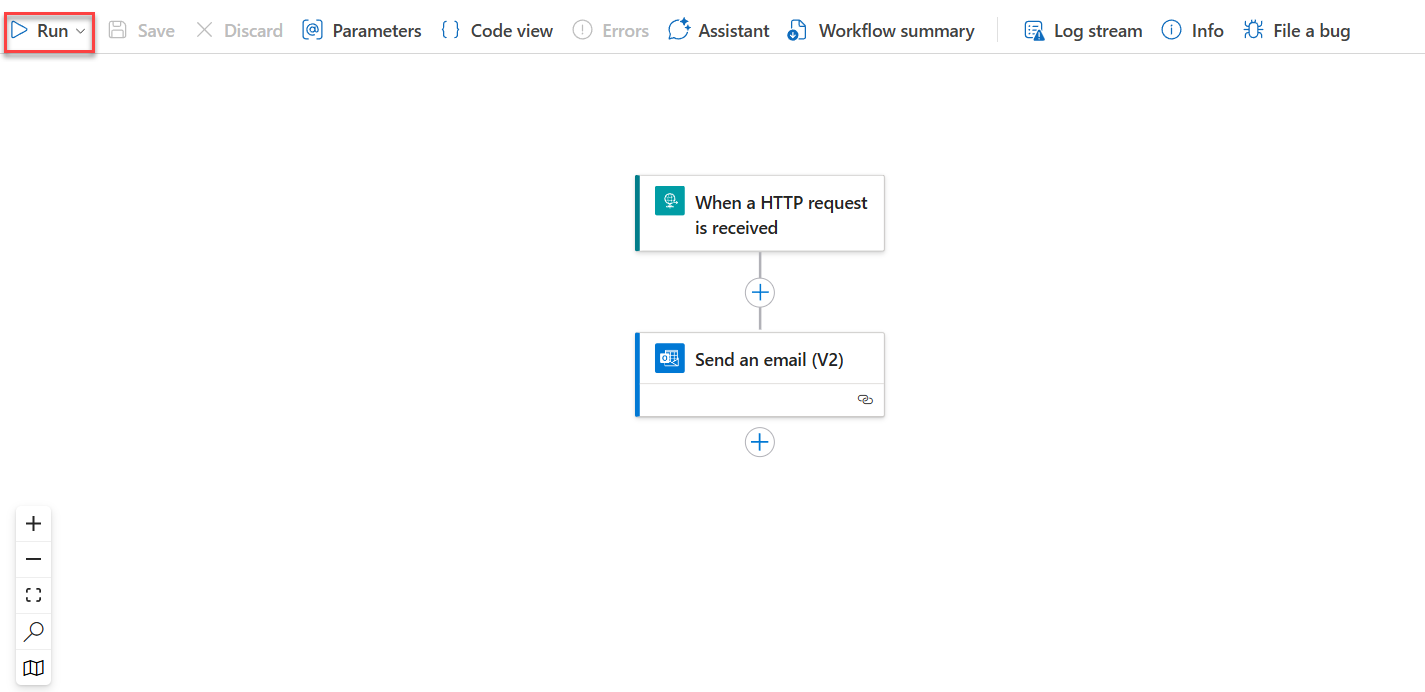 Run Save Discard Parameters Code view Errors Assistant Workflow summary Log stream Info File a bug
When a HTTP request
is received
Send an email (V2)